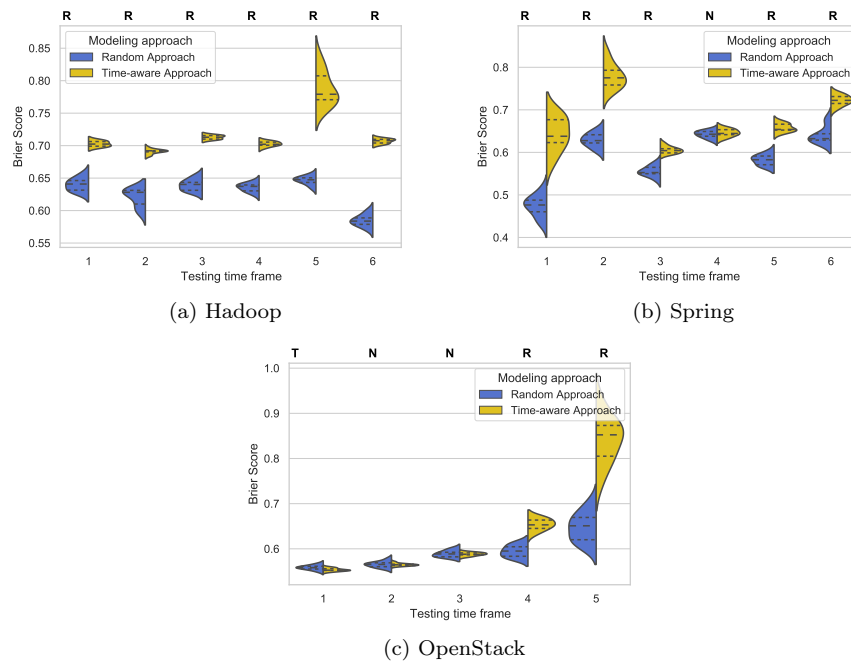 R R R R R R
Modeling approach
Random Approach
Time-aware Approach
0.85
0.80
0.75
0.70
0.65
0.60
0.55
Brier Score
1 2 3 4 5 6
Testing time frame
(a) Hadoop
R R R N R R
Modeling approach
Random Approach
Time-aware Approach
0.8
0.7
0.6
0.5
0.4
Brier Score
1 2 3 4 5 6
Testing time frame
(b) Spring
T N N R R
Modeling approach
Random Approach
Time-aware Approach
1.0
0.9
0.8
0.7
0.6
Brier Score
1 2 3 4 5
Testing time frame
(c) OpenStack